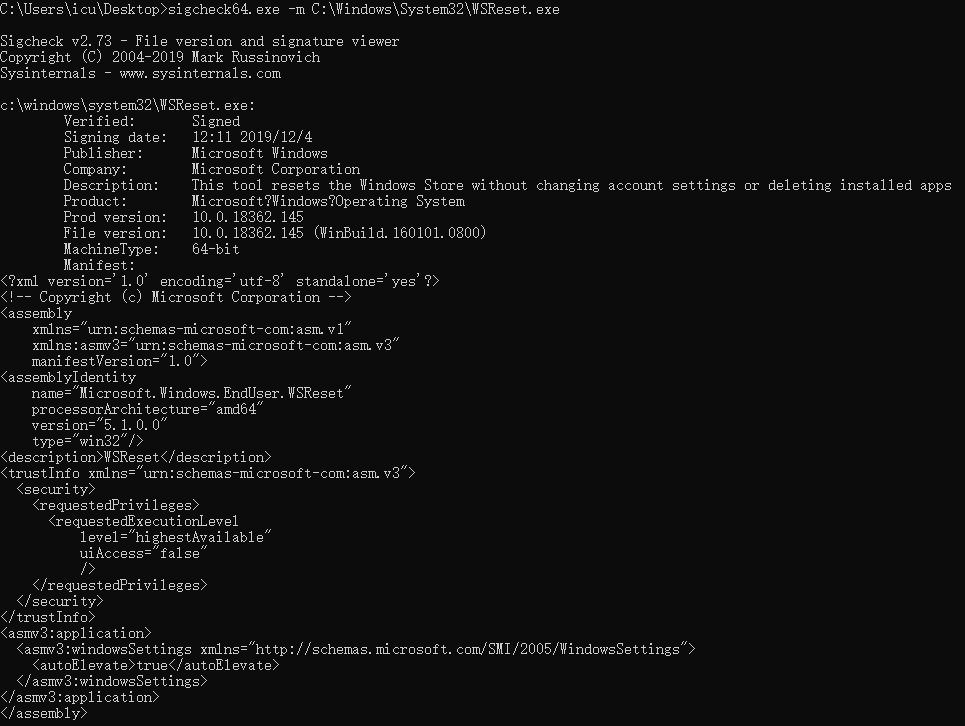 C:\Users\icu\Desktop>sigcheck64.exe -m C:\Windows\System32\WSReset.exe
Sigcheck v2.73 - File version and signature viewer
Copyright (C) 2004-2019 Mark Russinovich
Sysinternals - www.sysinternals.com
c:\windows\system32\WSReset.exe:
Verified: Signed
Signing date: 12:11 2019/12/4
Publisher: Microsoft Windows
Company: Microsoft Corporation
Description: This tool resets the Windows Store without changing account settings or deleting installed apps
Product: Microsoft?Windows?Operating System
Prod version: 10.0.18362.145
File version: 10.0.18362.145 (WinBuild.160101.0800)
MachineType: 64-bit
Manifest:
<?xml version='1.0' encoding='utf-8' standalone='yes'?>
<!-- Copyright (c) Microsoft Corporation -->
<assembly
xmlns="urn:schemas-microsoft-com:asm.v1"
xmlns:asmv3="urn:schemas-microsoft-com:asm.v3"
manifestVersion="1.0">
<assemblyIdentity
name="Microsoft.Windows.EndUser.WSReset"
processorArchitecture="amd64"
version="5.1.0.0"
type="win32"/>
<description>WSReset</description>
<trustInfo xmlns="urn:schemas-microsoft-com:asm.v3">
<security>
<requestedPrivileges>
<requestedExecutionLevel
level="highestAvailable"
uiAccess="false"
/>
</requestedPrivileges>
</security>
</trustInfo>
<asmv3:application>
<asmv3:windowsSettings xmlns="http://schemas.microsoft.com/SMI/2005/WindowsSettings">
<autoElevate>true</autoElevate>
</asmv3:windowsSettings>
</asmv3:application>
</assembly>